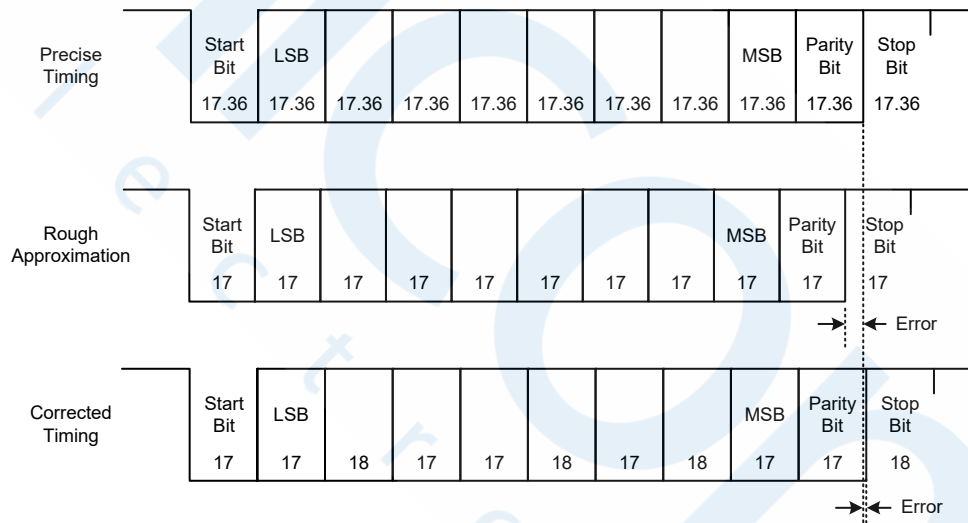 Precise
Timing
Start
Bit
LSB
MSB
Parity
Bit
Stop
Bit
17.36 17.36 17.36 17.36 17.36 17.36 17.36 17.36 17.36 17.36 17.36
Rough
Approximation
Start
Bit
LSB
MSB
Parity
Bit
Stop
Bit
17 17 17 17 17 17 17 17 17 17 17
Error
Corrected
Timing
Start
Bit
LSB
MSB
Parity
Bit
Stop
Bit
17 17 18 17 17 18 17 18 17 17 18
Error